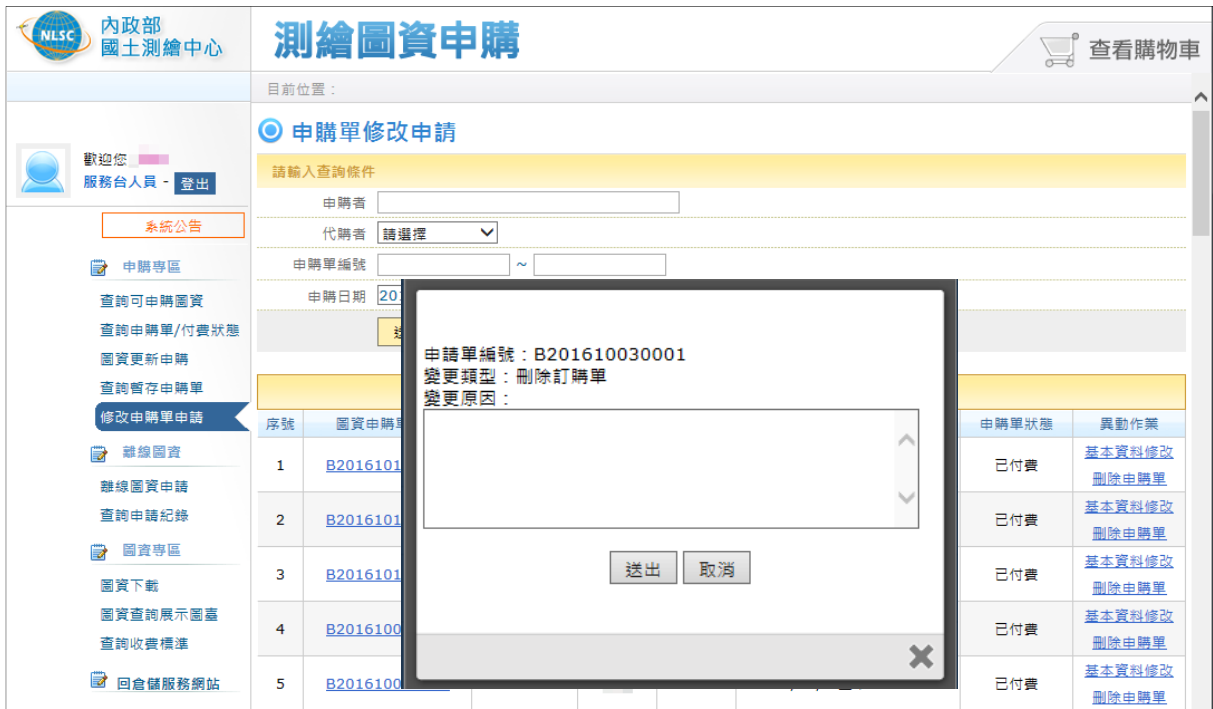 NLSC
內政部
國土測繪中心
測繪圖資申購
查看購物車
目前位置：
歡迎您
服務台人員 - 登出
系統公告
申購專區
查詢可申購圖資
查詢申購單/付費狀態
圖資更新申購
查詢暫存申購單
修改申購單申請
離線圖資
離線圖資申請
查詢申請紀錄
圖資專區
圖資下載
圖資查詢展示圖臺
查詢收費標準
回倉儲服務網站
申購單修改申請
請輸入查詢條件
申購者
代購者 請選擇
申購單編號 ~
申購日期 20
申請單編號：B201610030001
變更類型：刪除訂購單
變更原因：
送出 取消
序號 圖資申購 申購單狀態 異動作業
1 B2016101 已付費 基本資料修改
刪除申購單
2 B2016101 已付費 基本資料修改
刪除申購單
3 B2016101 已付費 基本資料修改
刪除申購單
4 B2016100 已付費 基本資料修改
刪除申購單
5 B2016100 已付費 基本資料修改
刪除申購單